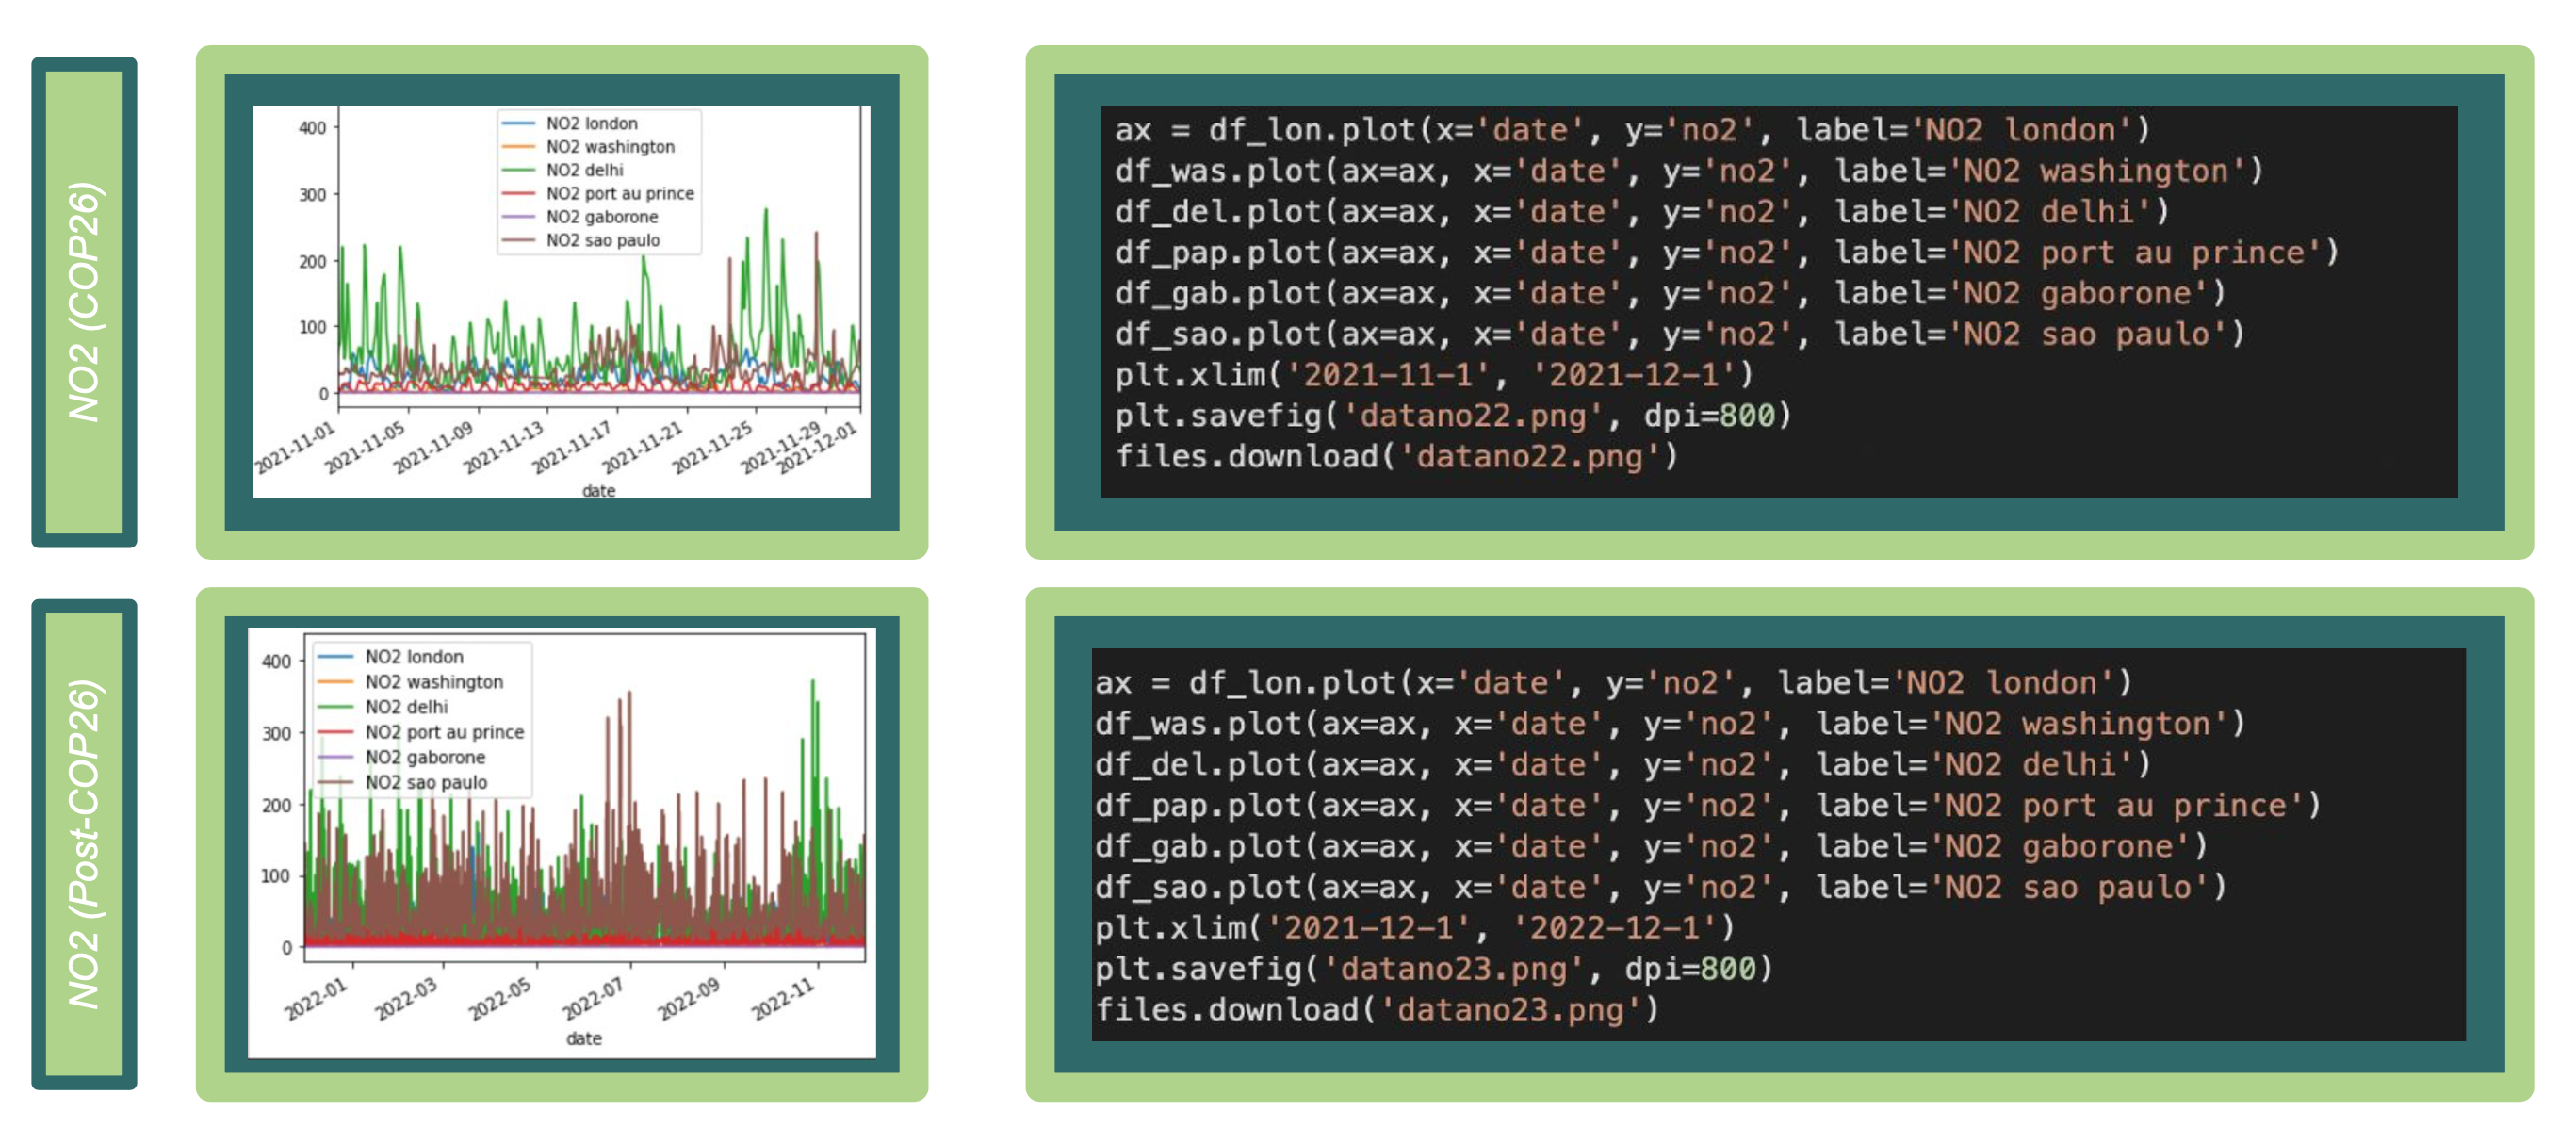 NO2 (COP26)
400
300
200
100
0
NO2 london
NO2 washington
NO2 delhi
NO2 port au prince
NO2 gaborone
NO2 sao paulo
2021-11-01
2021-11-05
2021-11-09
2021-11-13
2021-11-17
2021-11-21
2021-11-25
2021-11-29
2021-12-01
date
ax = df_lon.plot(x='date', y='no2', label='NO2 london')
df_was.plot(ax=ax, x='date', y='no2', label='NO2 washington')
df_del.plot(ax=ax, x='date', y='no2', label='NO2 delhi')
df_pap.plot(ax=ax, x='date', y='no2', label='NO2 port au prince')
df_gab.plot(ax=ax, x='date', y='no2', label='NO2 gaborone')
df_sao.plot(ax=ax, x='date', y='no2', label='NO2 sao paulo')
plt.xlim('2021-11-1', '2021-12-1')
plt.savefig('datano22.png', dpi=800)
files.download('datano22.png')
NO2 (Post-COP26)
400
300
200
100
0
NO2 london
NO2 washington
NO2 delhi
NO2 port au prince
NO2 gaborone
NO2 sao paulo
2022-01
2022-03
2022-05
2022-07
2022-09
2022-11
date
ax = df_lon.plot(x='date', y='no2', label='NO2 london')
df_was.plot(ax=ax, x='date', y='no2', label='NO2 washington')
df_del.plot(ax=ax, x='date', y='no2', label='NO2 delhi')
df_pap.plot(ax=ax, x='date', y='no2', label='NO2 port au prince')
df_gab.plot(ax=ax, x='date', y='no2', label='NO2 gaborone')
df_sao.plot(ax=ax, x='date', y='no2', label='NO2 sao paulo')
plt.xlim('2021-12-1', '2022-12-1')
plt.savefig('datano23.png', dpi=800)
files.download('datano23.png')